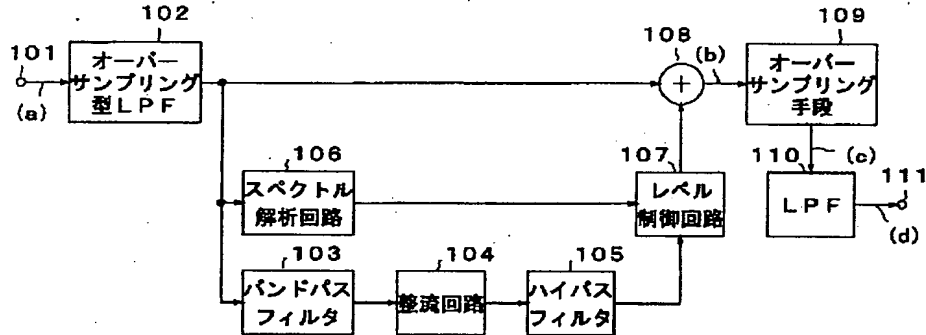 101
(a)
102
オーバー
サンプリング
型LPF
108
(b)
109
オーバー
サンプリング
手段
(c)
110
LPF
111
(d)
106
スペクトル
解析回路
107
レベル
制御回路
103
バンドパス
フィルタ
104
整流回路
105
ハイパス
フィルタ